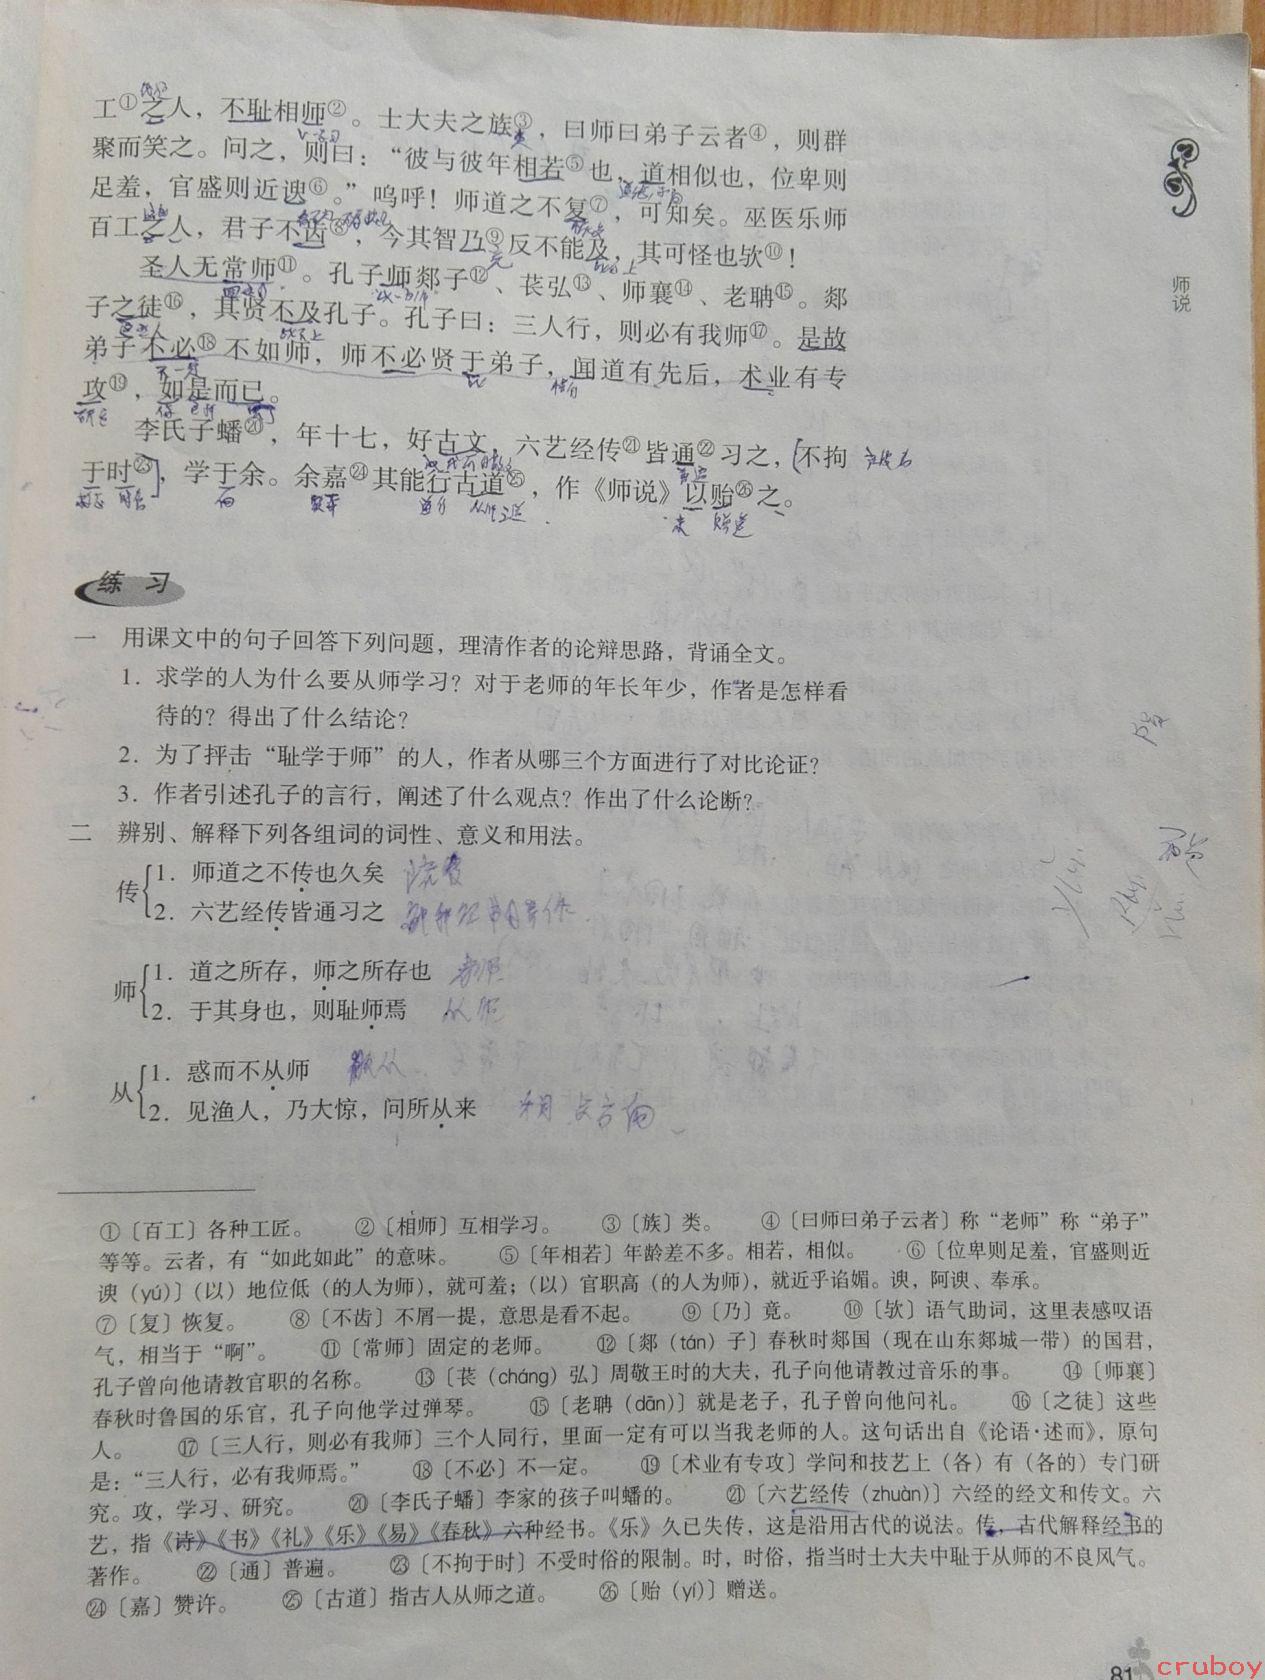 工①之人，不耻相师②。士大夫之族③，曰师曰弟子云者④，则群
聚而笑之。问之，则曰：“彼与彼年相若⑤也，道相似也，位卑则
足羞，官盛则近谀⑥。”呜呼！师道之不复⑦，可知矣。巫医乐师
百工之人，君子不齿⑧，今其智乃⑨反不能及，其可怪也欤⑩！
圣人无常师⑪。孔子师郯子⑫、苌弘⑬、师襄⑭、老聃⑮。郯
子之徒⑯，其贤不及孔子。孔子曰：三人行，则必有我师⑰。是故
弟子不必⑱不如师，师不必贤于弟子，闻道有先后，术业有专
攻⑲，如是而已。
李氏子蟠⑳，年十七，好古文，六艺经传㉑皆通㉒习之，不拘
于时㉓，学于余。余嘉㉔其能行古道㉕，作《师说》以贻㉖之。
师说
练习
一 用课文中的句子回答下列问题，理清作者的论辩思路，背诵全文。
1. 求学的人为什么要从师学习？对于老师的年长年少，作者是怎样看
待的？得出了什么结论？
2. 为了抨击“耻学于师”的人，作者从哪三个方面进行了对比论证？
3. 作者引述孔子的言行，阐述了什么观点？作出了什么论断？
二 辨别、解释下列各组词的词性、意义和用法。
传
1. 师道之不传也久矣
2. 六艺经传皆通习之
师
1. 道之所存，师之所存也
2. 于其身也，则耻师焉 从师
从
1. 惑而不从师
2. 见渔人，乃大惊，问所从来
①〔百工〕各种工匠。 ②〔相师〕互相学习。 ③〔族〕类。 ④〔曰师曰弟子云者〕称“老师”称“弟子”
等等。云者，有“如此如此”的意味。 ⑤〔年相若〕年龄差不多。相若，相似。 ⑥〔位卑则足羞，官盛则近
谀（yú）〕（以）地位低（的人为师），就可羞；（以）官职高（的人为师），就近乎谄媚。谀，阿谀、奉承。
⑦〔复〕恢复。 ⑧〔不齿〕不屑一提，意思是看不起。 ⑨〔乃〕竟。 ⑩〔欤〕语气助词，这里表感叹语
气，相当于“啊”。 ⑪〔常师〕固定的老师。 ⑫〔郯（tán）子〕春秋时郯国（现在山东郯城一带）的国君，
孔子曾向他请教官职的名称。 ⑬〔苌（cháng）弘〕周敬王时的大夫，孔子向他请教过音乐的事。 ⑭〔师襄〕
春秋时鲁国的乐官，孔子向他学过弹琴。 ⑮〔老聃（dān）〕就是老子，孔子曾向他问礼。 ⑯〔之徒〕这些
人。 ⑰〔三人行，则必有我师〕三个人同行，里面一定有可以当我老师的人。这句话出自《论语·述而》，原句
是：“三人行，必有我师焉。” ⑱〔不必〕不一定。 ⑲〔术业有专攻〕学问和技艺上（各）有（各的）专门研
究。攻，学习、研究。 ⑳〔李氏子蟠〕李家的孩子叫蟠的。 ㉑〔六艺经传（zhuàn）〕六经的经文和传文。六
艺，指《诗》《书》《礼》《乐》《易》《春秋》六种经书。《乐》久已失传，这是沿用古代的说法。传，古代解释经书的
著作。 ㉒〔通〕普遍。 ㉓〔不拘于时〕不受时俗的限制。时，时俗，指当时士大夫中耻于从师的不良风气。
㉔〔嘉〕赞许。 ㉕〔古道〕指古人从师之道。 ㉖〔贻（yí）〕赠送。
81
cruboy